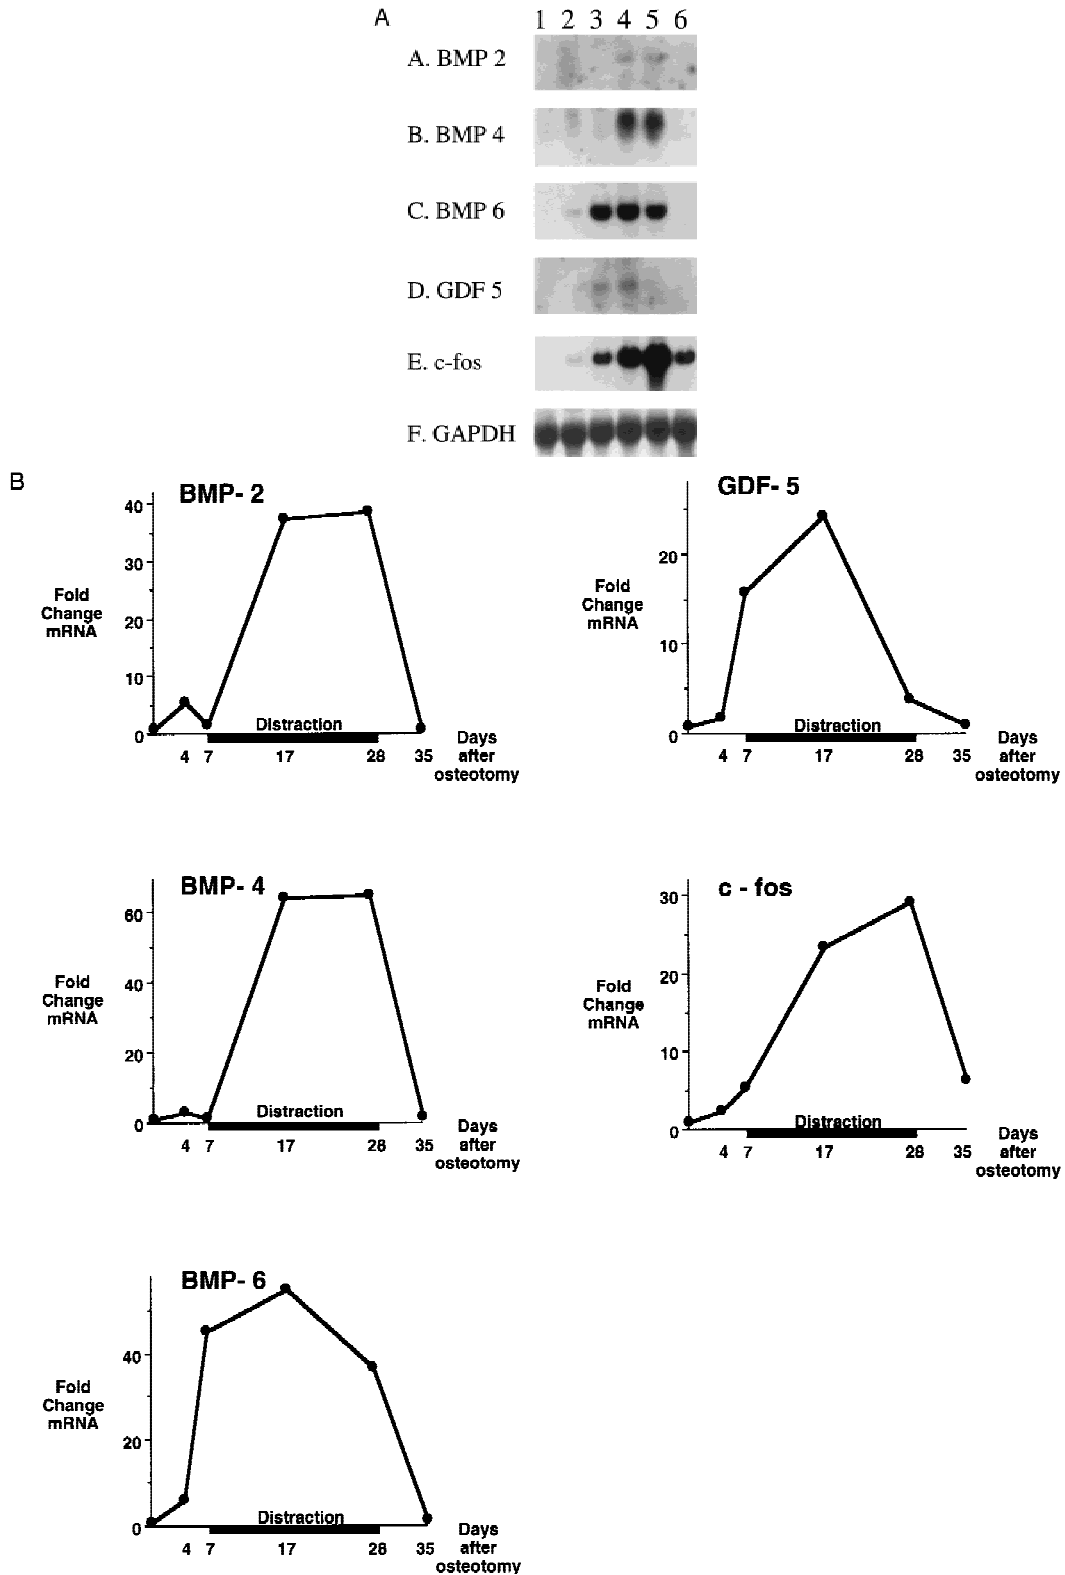 A
1 2 3 4 5 6
A. BMP 2
B. BMP 4
C. BMP 6
D. GDF 5
E. c-fos
F. GAPDH
B
BMP- 2
40
30
20
10
0
Fold
Change
mRNA
Distraction
4 7 17 28 35
Days
after
osteotomy
GDF- 5
20
10
0
Fold
Change
mRNA
Distraction
4 7 17 28 35
Days
after
osteotomy
BMP- 4
60
40
20
0
Fold
Change
mRNA
Distraction
4 7 17 28 35
Days
after
osteotomy
c - fos
30
20
10
0
Fold
Change
mRNA
Distraction
4 7 17 28 35
Days
after
osteotomy
BMP- 6
40
20
0
Fold
Change
mRNA
Distraction
4 7 17 28 35
Days
after
osteotomy